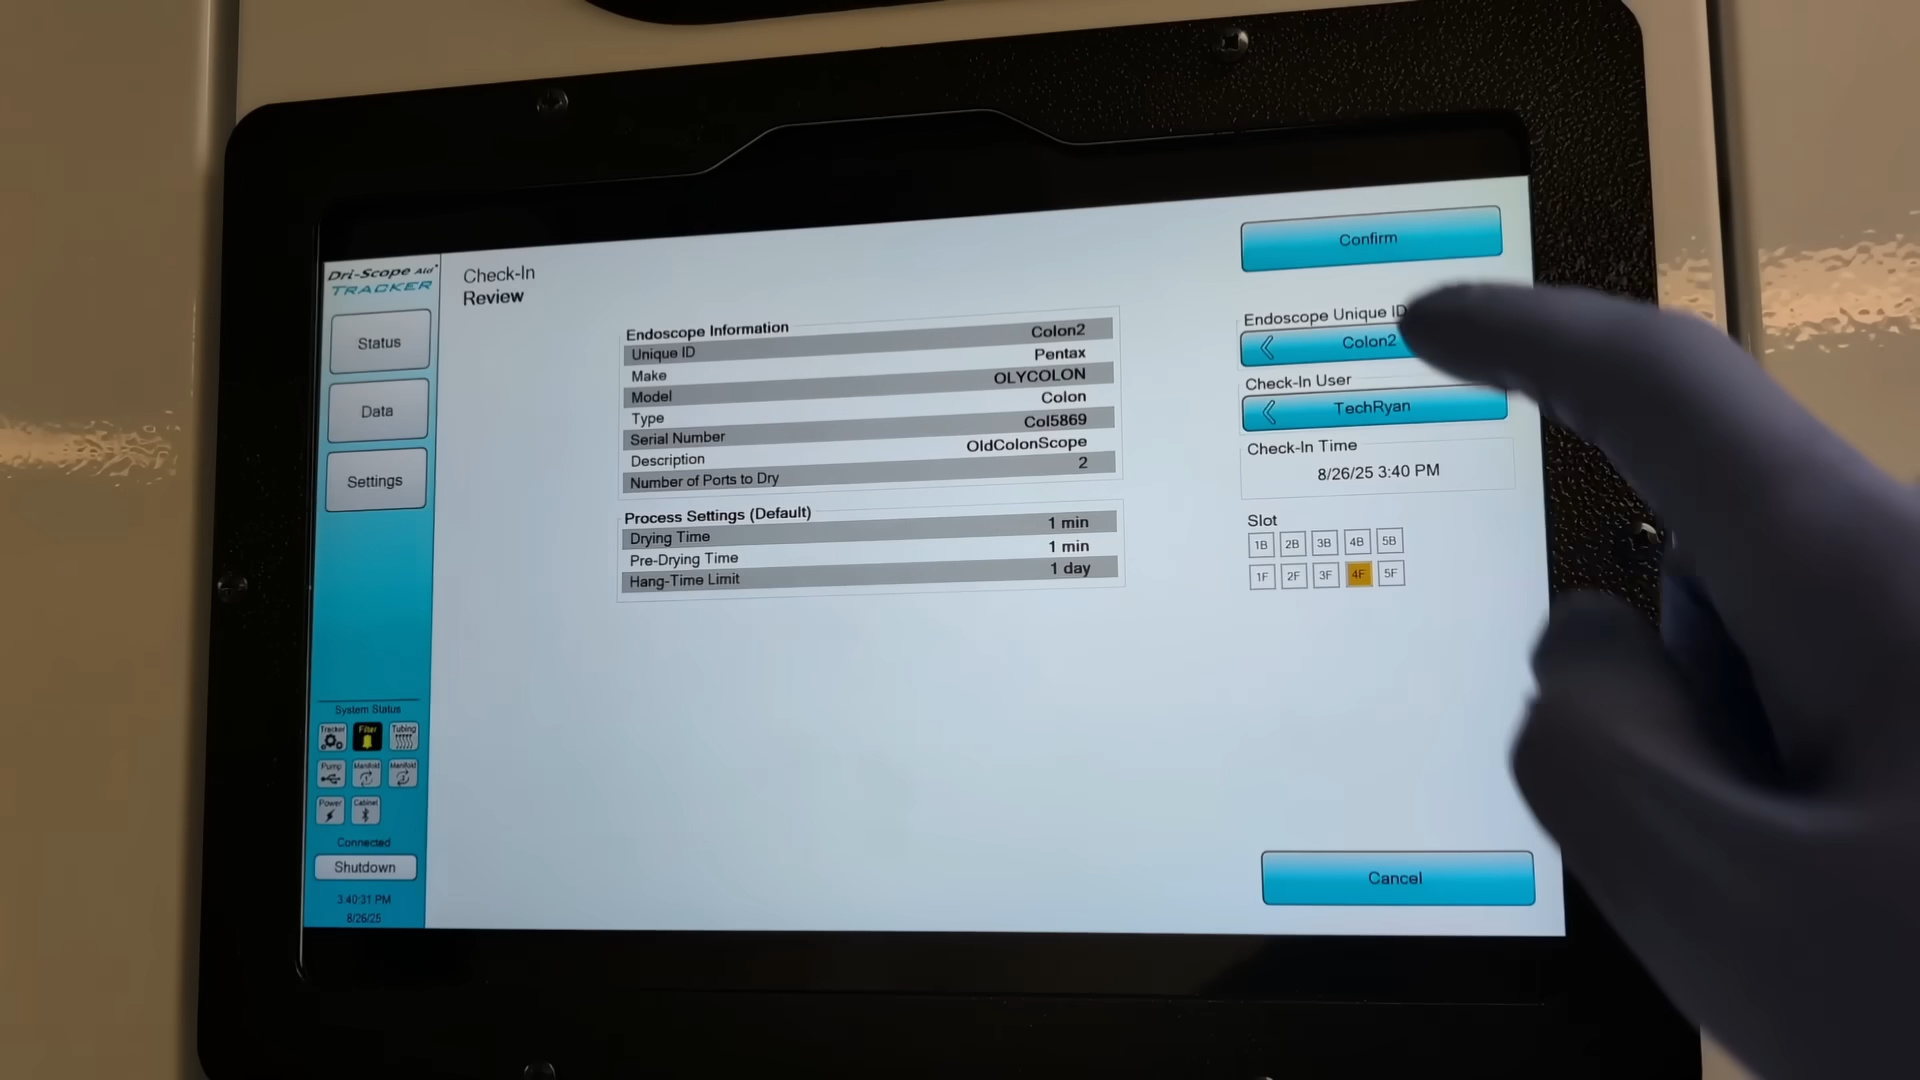 Dri-Scope Aid
TRACKER
Status
Data
Settings
System Status
Tracker
Filter
Tubing
Pump
Manifold
1
Manifold
2
Power
Cabinet
Connected
Shutdown
3:40:31 PM
8/26/25
Check-In
Review
Endoscope Information
Unique ID Colon2
Make Pentax
Model OLYCOLON
Type Colon
Serial Number Col5869
Description OldColonScope
Number of Ports to Dry 2
Process Settings (Default)
Drying Time 1 min
Pre-Drying Time 1 min
Hang-Time Limit 1 day
Confirm
Endoscope Unique ID
Colon2
Check-In User
TechRyan
Check-In Time
8/26/25 3:40 PM
Slot
1B 2B 3B 4B 5B
1F 2F 3F 4F 5F
Cancel